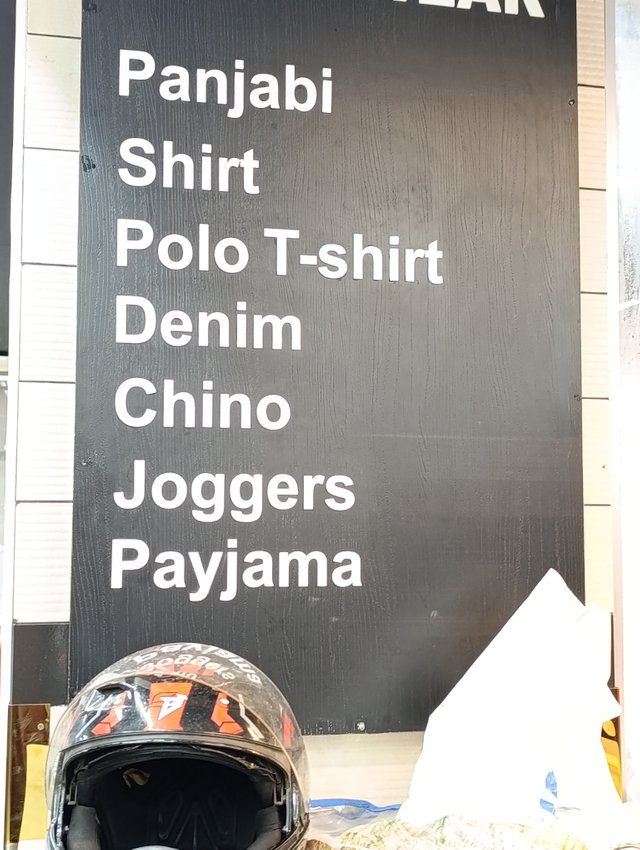 Panjabi
Shirt
Polo T-shirt
Denim
Chino
Joggers
Payjama